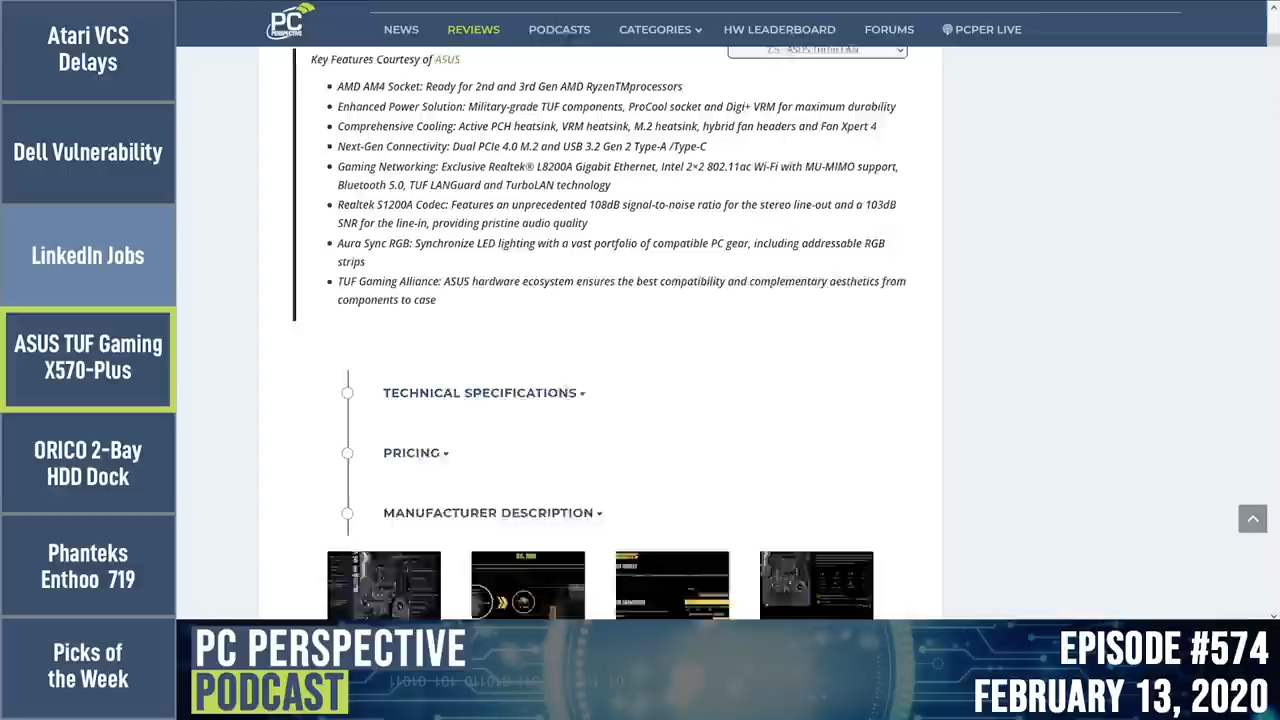 Atari VCS
Delays
Dell Vulnerability
LinkedIn Jobs
ASUS TUF Gaming
X570-Plus
ORICO 2-Bay
HDD Dock
Phanteks
Enthoo 719
Picks of
the Week
PC
PERSPECTIVE
NEWS
REVIEWS
PODCASTS
CATEGORIES
HW LEADERBOARD
FORUMS
PCPER LIVE
Key Features Courtesy of ASUS
AMD AM4 Socket: Ready for 2nd and 3rd Gen AMD RyzenTMprocessors
Enhanced Power Solution: Military-grade TUF components, ProCool socket and Digi+ VRM for maximum durability
Comprehensive Cooling: Active PCH heatsink, VRM heatsink, M.2 heatsink, hybrid fan headers and Fan Xpert 4
Next-Gen Connectivity: Dual PCIe 4.0 M.2 and USB 3.2 Gen 2 Type-A /Type-C
Gaming Networking: Exclusive Realtek® L8200A Gigabit Ethernet, Intel 2×2 802.11ac Wi-Fi with MU-MIMO support,
Bluetooth 5.0, TUF LANGuard and TurboLAN technology
Realtek S1200A Codec: Features an unprecedented 108dB signal-to-noise ratio for the stereo line-out and a 103dB
SNR for the line-in, providing pristine audio quality
Aura Sync RGB: Synchronize LED lighting with a vast portfolio of compatible PC gear, including addressable RGB
strips
TUF Gaming Alliance: ASUS hardware ecosystem ensures the best compatibility and complementary aesthetics from
components to case
TECHNICAL SPECIFICATIONS
PRICING
MANUFACTURER DESCRIPTION
PC PERSPECTIVE
PODCAST
EPISODE #574
FEBRUARY 13, 2020